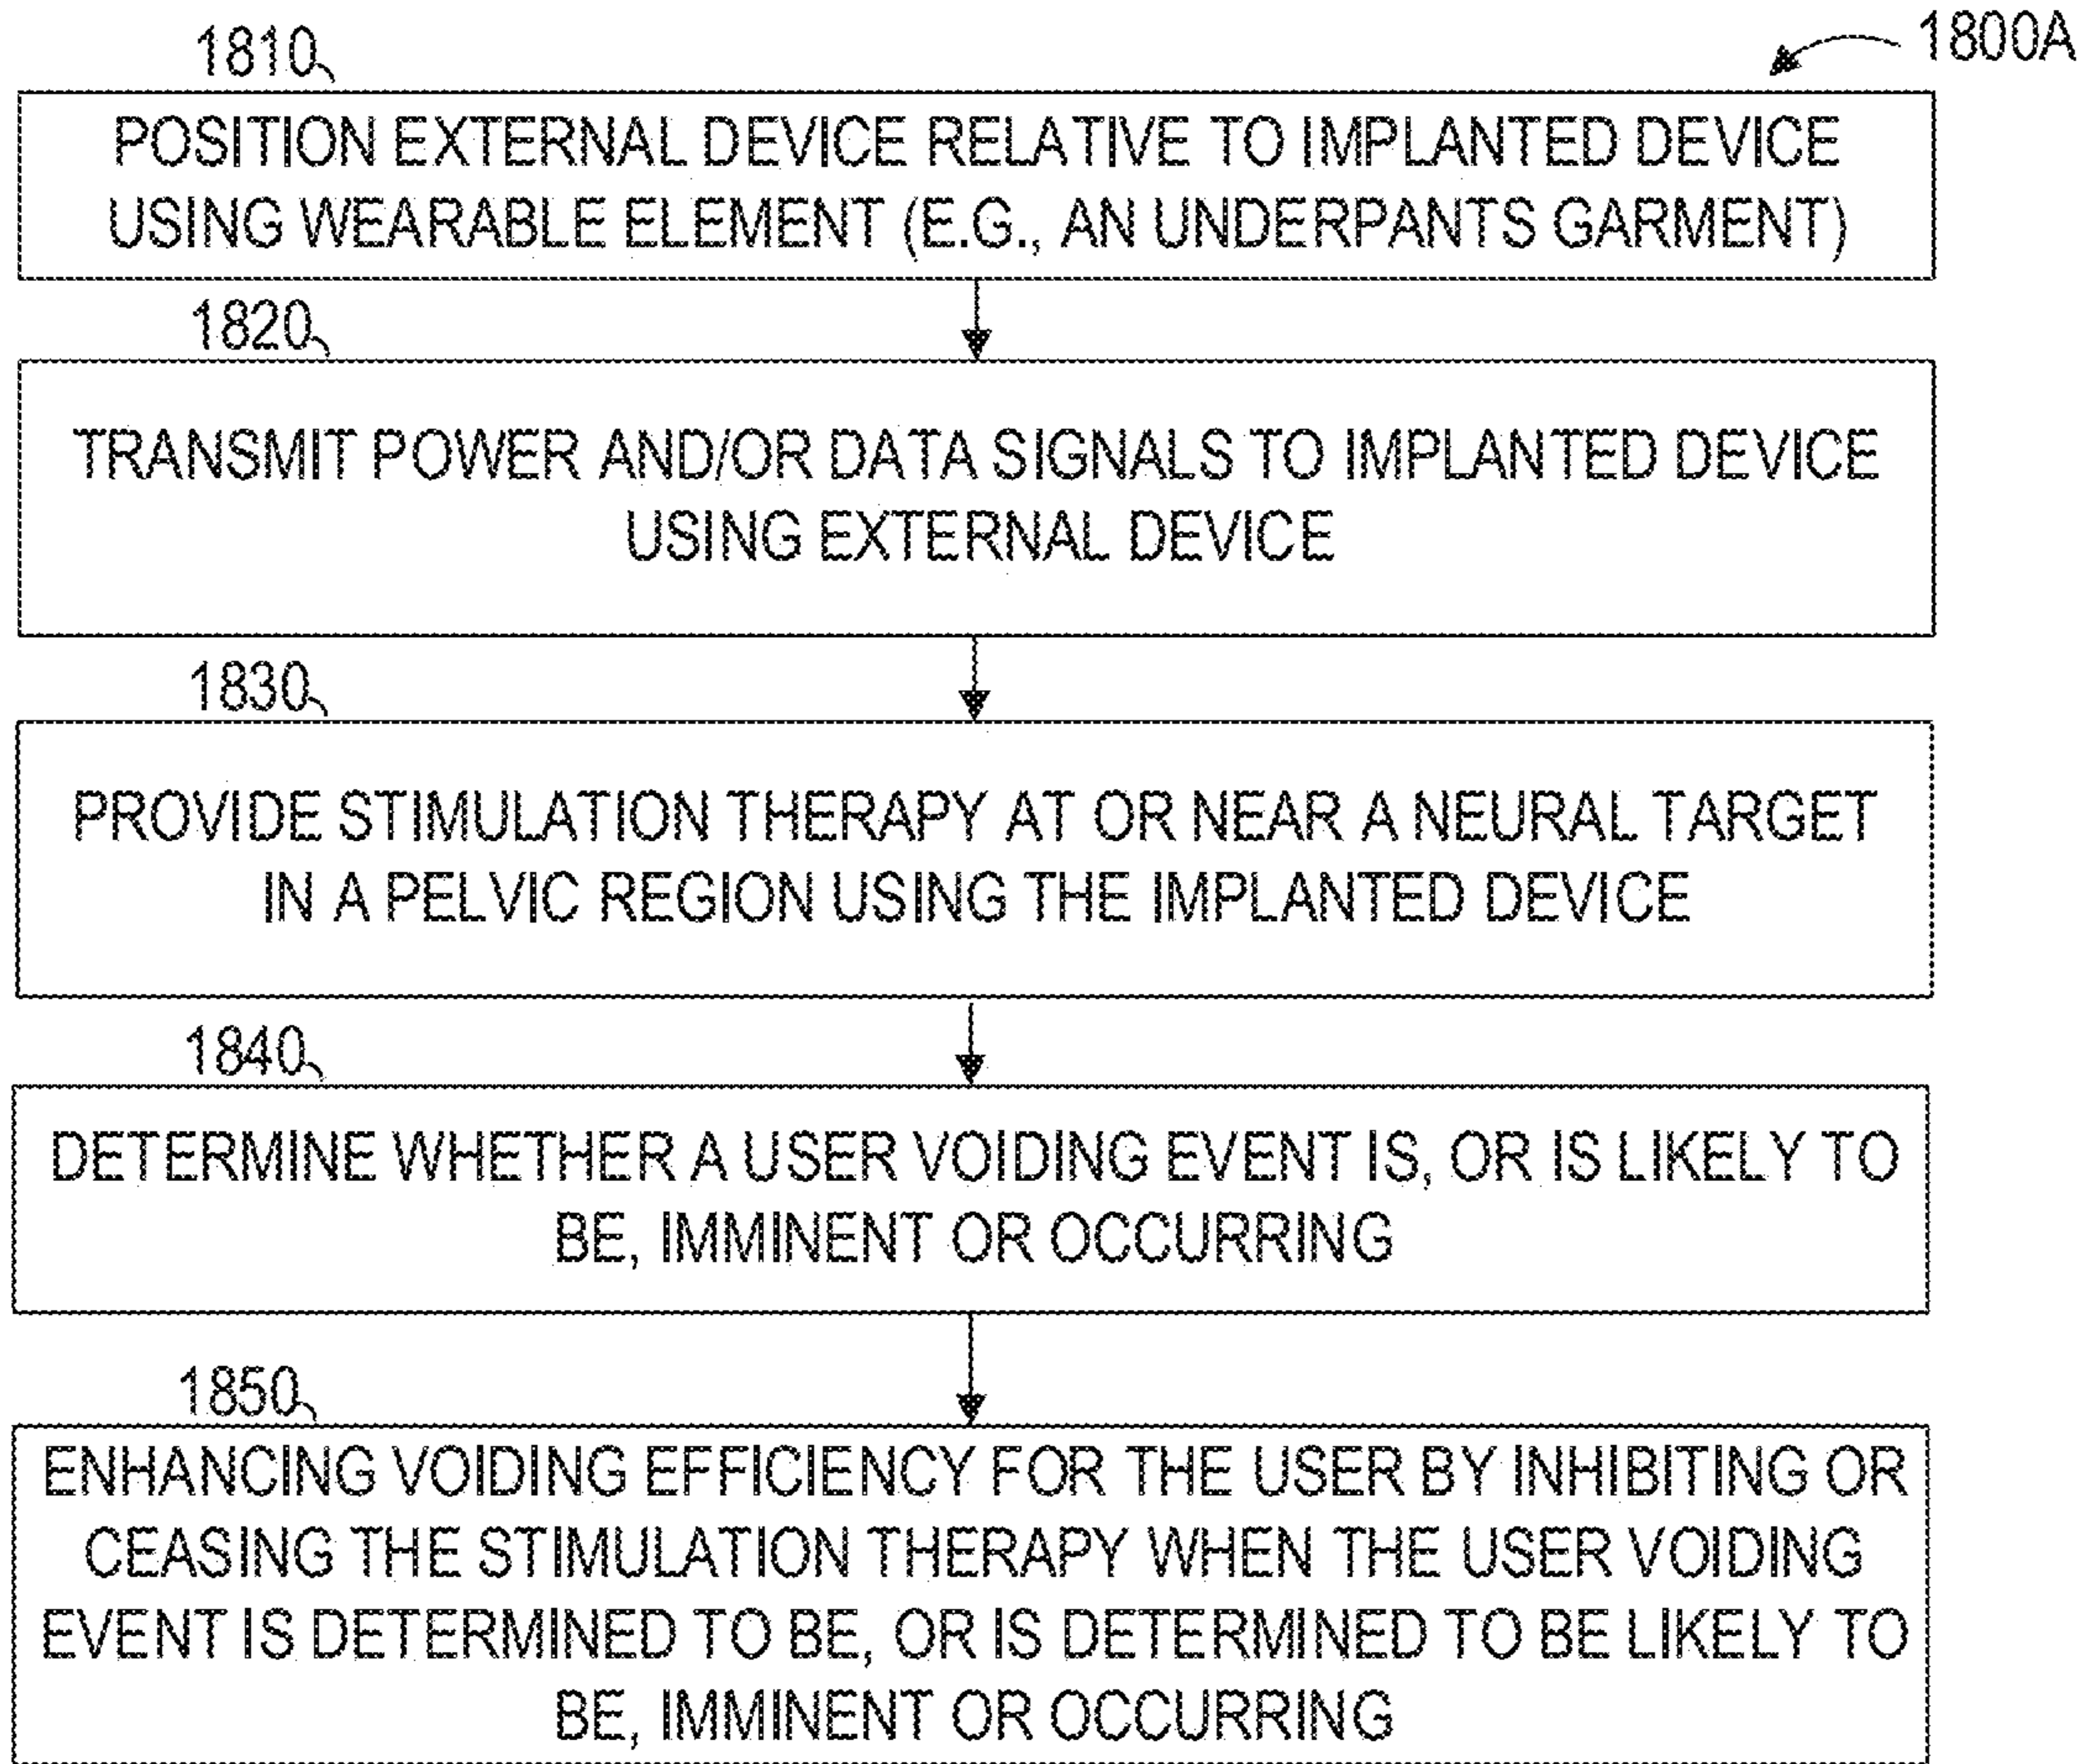 1800A
1810
POSITION EXTERNAL DEVICE RELATIVE TO IMPLANTED DEVICE
USING WEARABLE ELEMENT (E.G., AN UNDERPANTS GARMENT)
1820
TRANSMIT POWER AND/OR DATA SIGNALS TO IMPLANTED DEVICE
USING EXTERNAL DEVICE
1830
PROVIDE STIMULATION THERAPY AT OR NEAR A NEURAL TARGET
IN A PELVIC REGION USING THE IMPLANTED DEVICE
1840
DETERMINE WHETHER A USER VOIDING EVENT IS, OR IS LIKELY TO
BE, IMMINENT OR OCCURRING
1850
ENHANCING VOIDING EFFICIENCY FOR THE USER BY INHIBITING OR
CEASING THE STIMULATION THERAPY WHEN THE USER VOIDING
EVENT IS DETERMINED TO BE, OR IS DETERMINED TO BE LIKELY TO
BE, IMMINENT OR OCCURRING